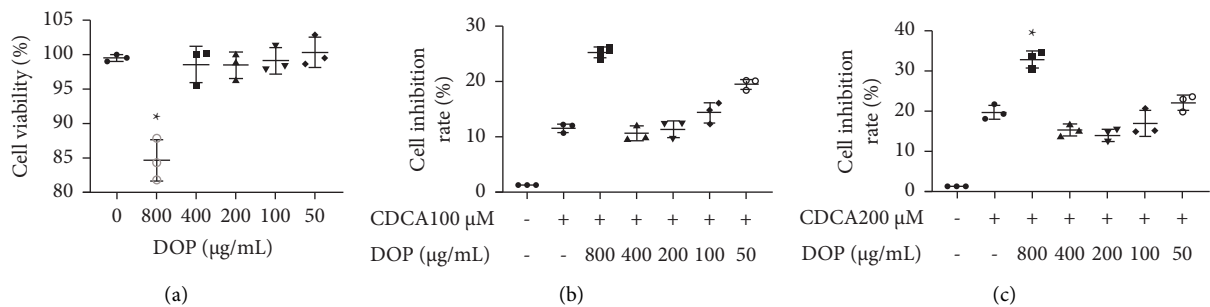 Cell viability (%)
105
100
95
90
85
80
*
0 800 400 200 100 50
DOP (µg/mL)
(a)
Cell inhibition
rate (%)
30
20
10
0
CDCA100 µM - + + + + + +
DOP (µg/mL) - - 800 400 200 100 50
(b)
Cell inhibition
rate (%)
40
30
20
10
0
*
CDCA200 µM - + + + + + +
DOP (µg/mL) - - 800 400 200 100 50
(c)